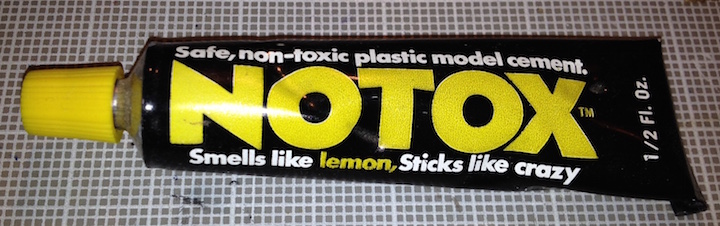 Safe, non-toxic plastic model cement.
NOTOX™
Smells like lemon, Sticks like crazy
1/2 Fl. Oz.